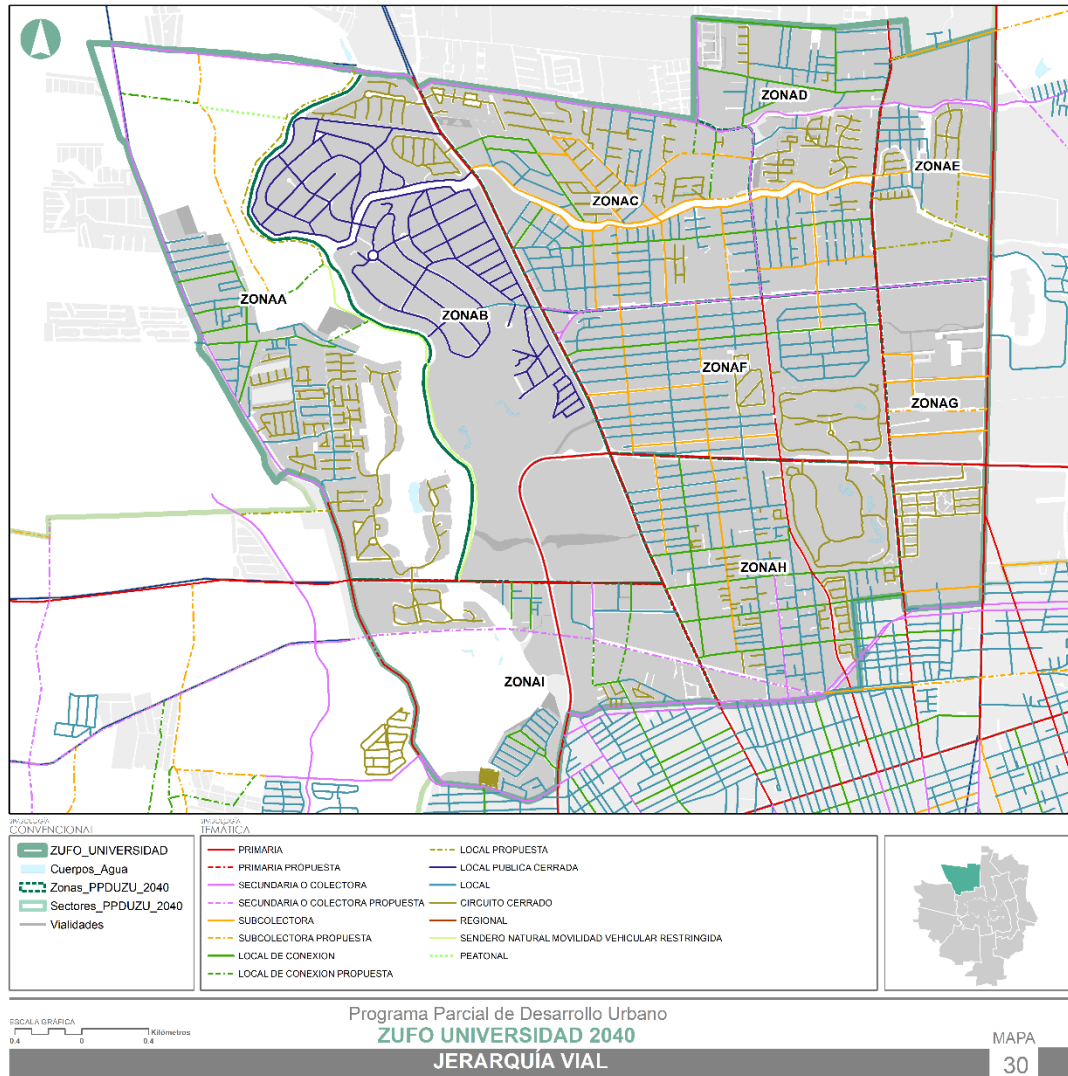 ZONAD
ZONAE
ZONAC
ZONAA
ZONAB
ZONAF
ZONAG
ZONAH
ZONAI
SIMBOLOGÍA
CONVENCIONAL
ZUFO_UNIVERSIDAD
Cuerpos_Agua
Zonas_PPDUZU_2040
Sectores_PPDUZU_2040
Vialidades
SIMBOLOGÍA
TEMÁTICA
PRIMARIA
PRIMARIA PROPUESTA
SECUNDARIA O COLECTORA
SECUNDARIA O COLECTORA PROPUESTA
SUBCOLECTORA
SUBCOLECTORA PROPUESTA
LOCAL DE CONEXION
LOCAL DE CONEXION PROPUESTA
LOCAL PROPUESTA
LOCAL PUBLICA CERRADA
LOCAL
CIRCUITO CERRADO
REGIONAL
SENDERO NATURAL MOVILIDAD VEHICULAR RESTRINGIDA
PEATONAL
ESCALA GRÁFICA
Kilómetros
0.4 0 0.4
Programa Parcial de Desarrollo Urbano
ZUFO UNIVERSIDAD 2040
JERARQUÍA VIAL
MAPA
30